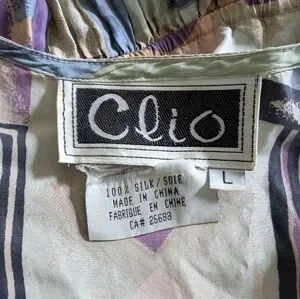 Clio
L
100% SILK/SOIE
MADE IN CHINA
FABRIQUE EN CHINE
CA# 25683